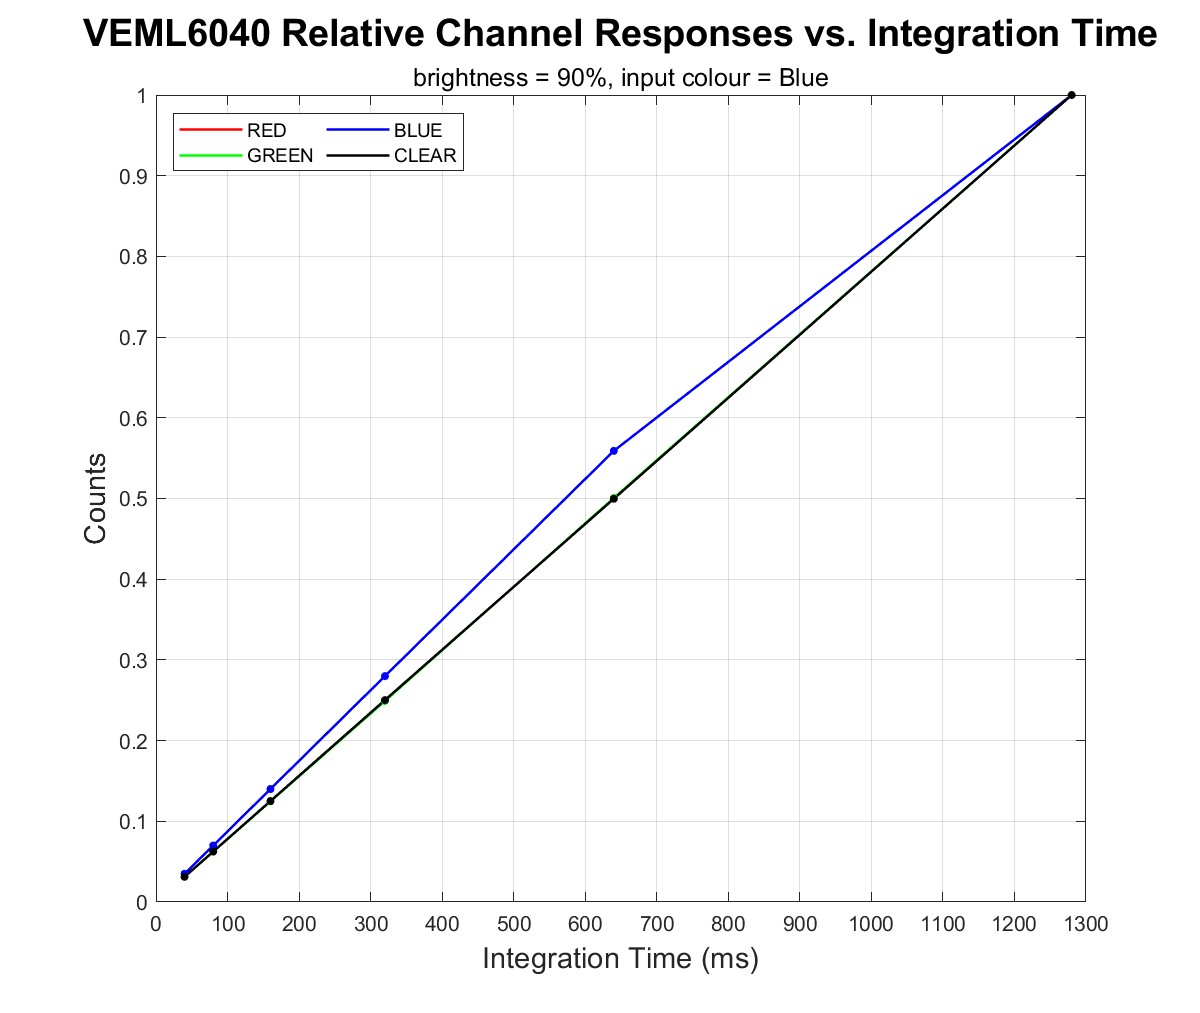 VEML6040 Relative Channel Responses vs. Integration Time
brightness = 90%, input colour = Blue
RED
BLUE
GREEN
CLEAR
1
0.9
0.8
0.7
0.6
0.5
0.4
0.3
0.2
0.1
0
Counts
0 100 200 300 400 500 600 700 800 900 1000 1100 1200 1300
Integration Time (ms)